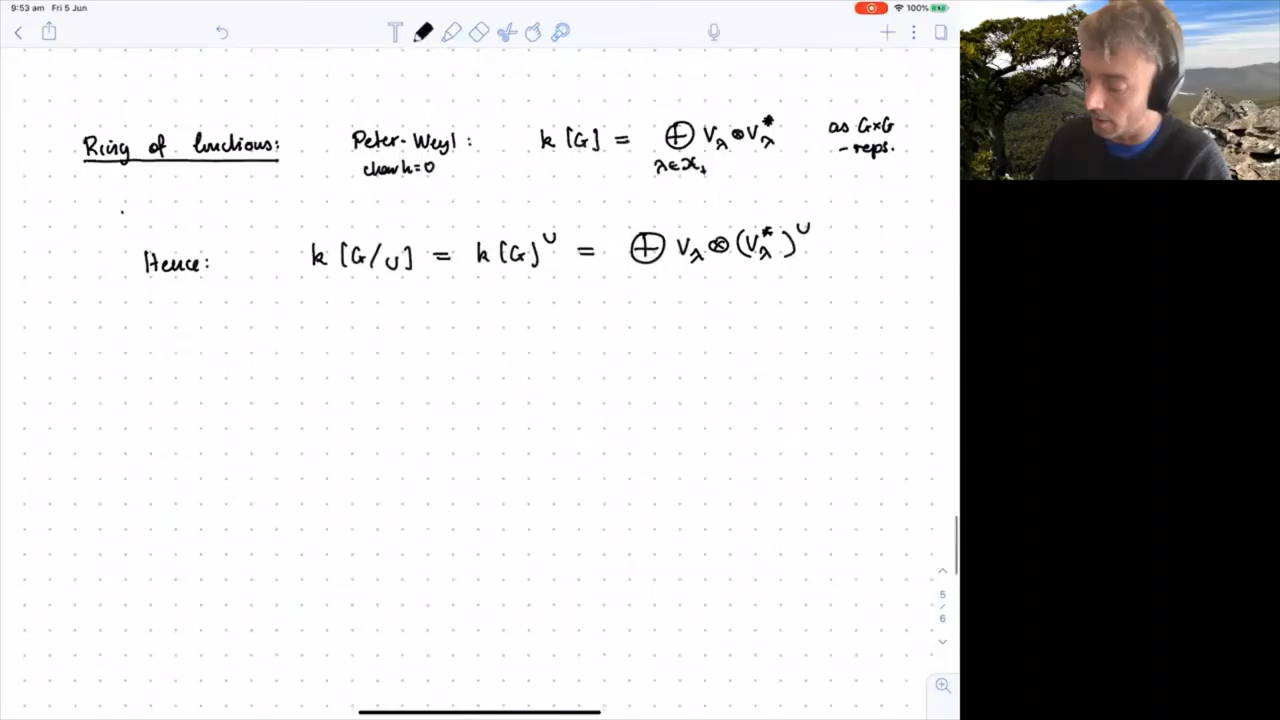 9:53 am Fri 5 Jun
100%
T
Ring of functions: Peter-Weyl: k[G] = ⊕ V_λ ⊗ V_λ^* as G×G
char k=0 λ∈X_+ -reps.
Hence: k[G/U] = k[G]^U = ⊕ V_λ ⊗ (V_λ^*)^U
5
/
6